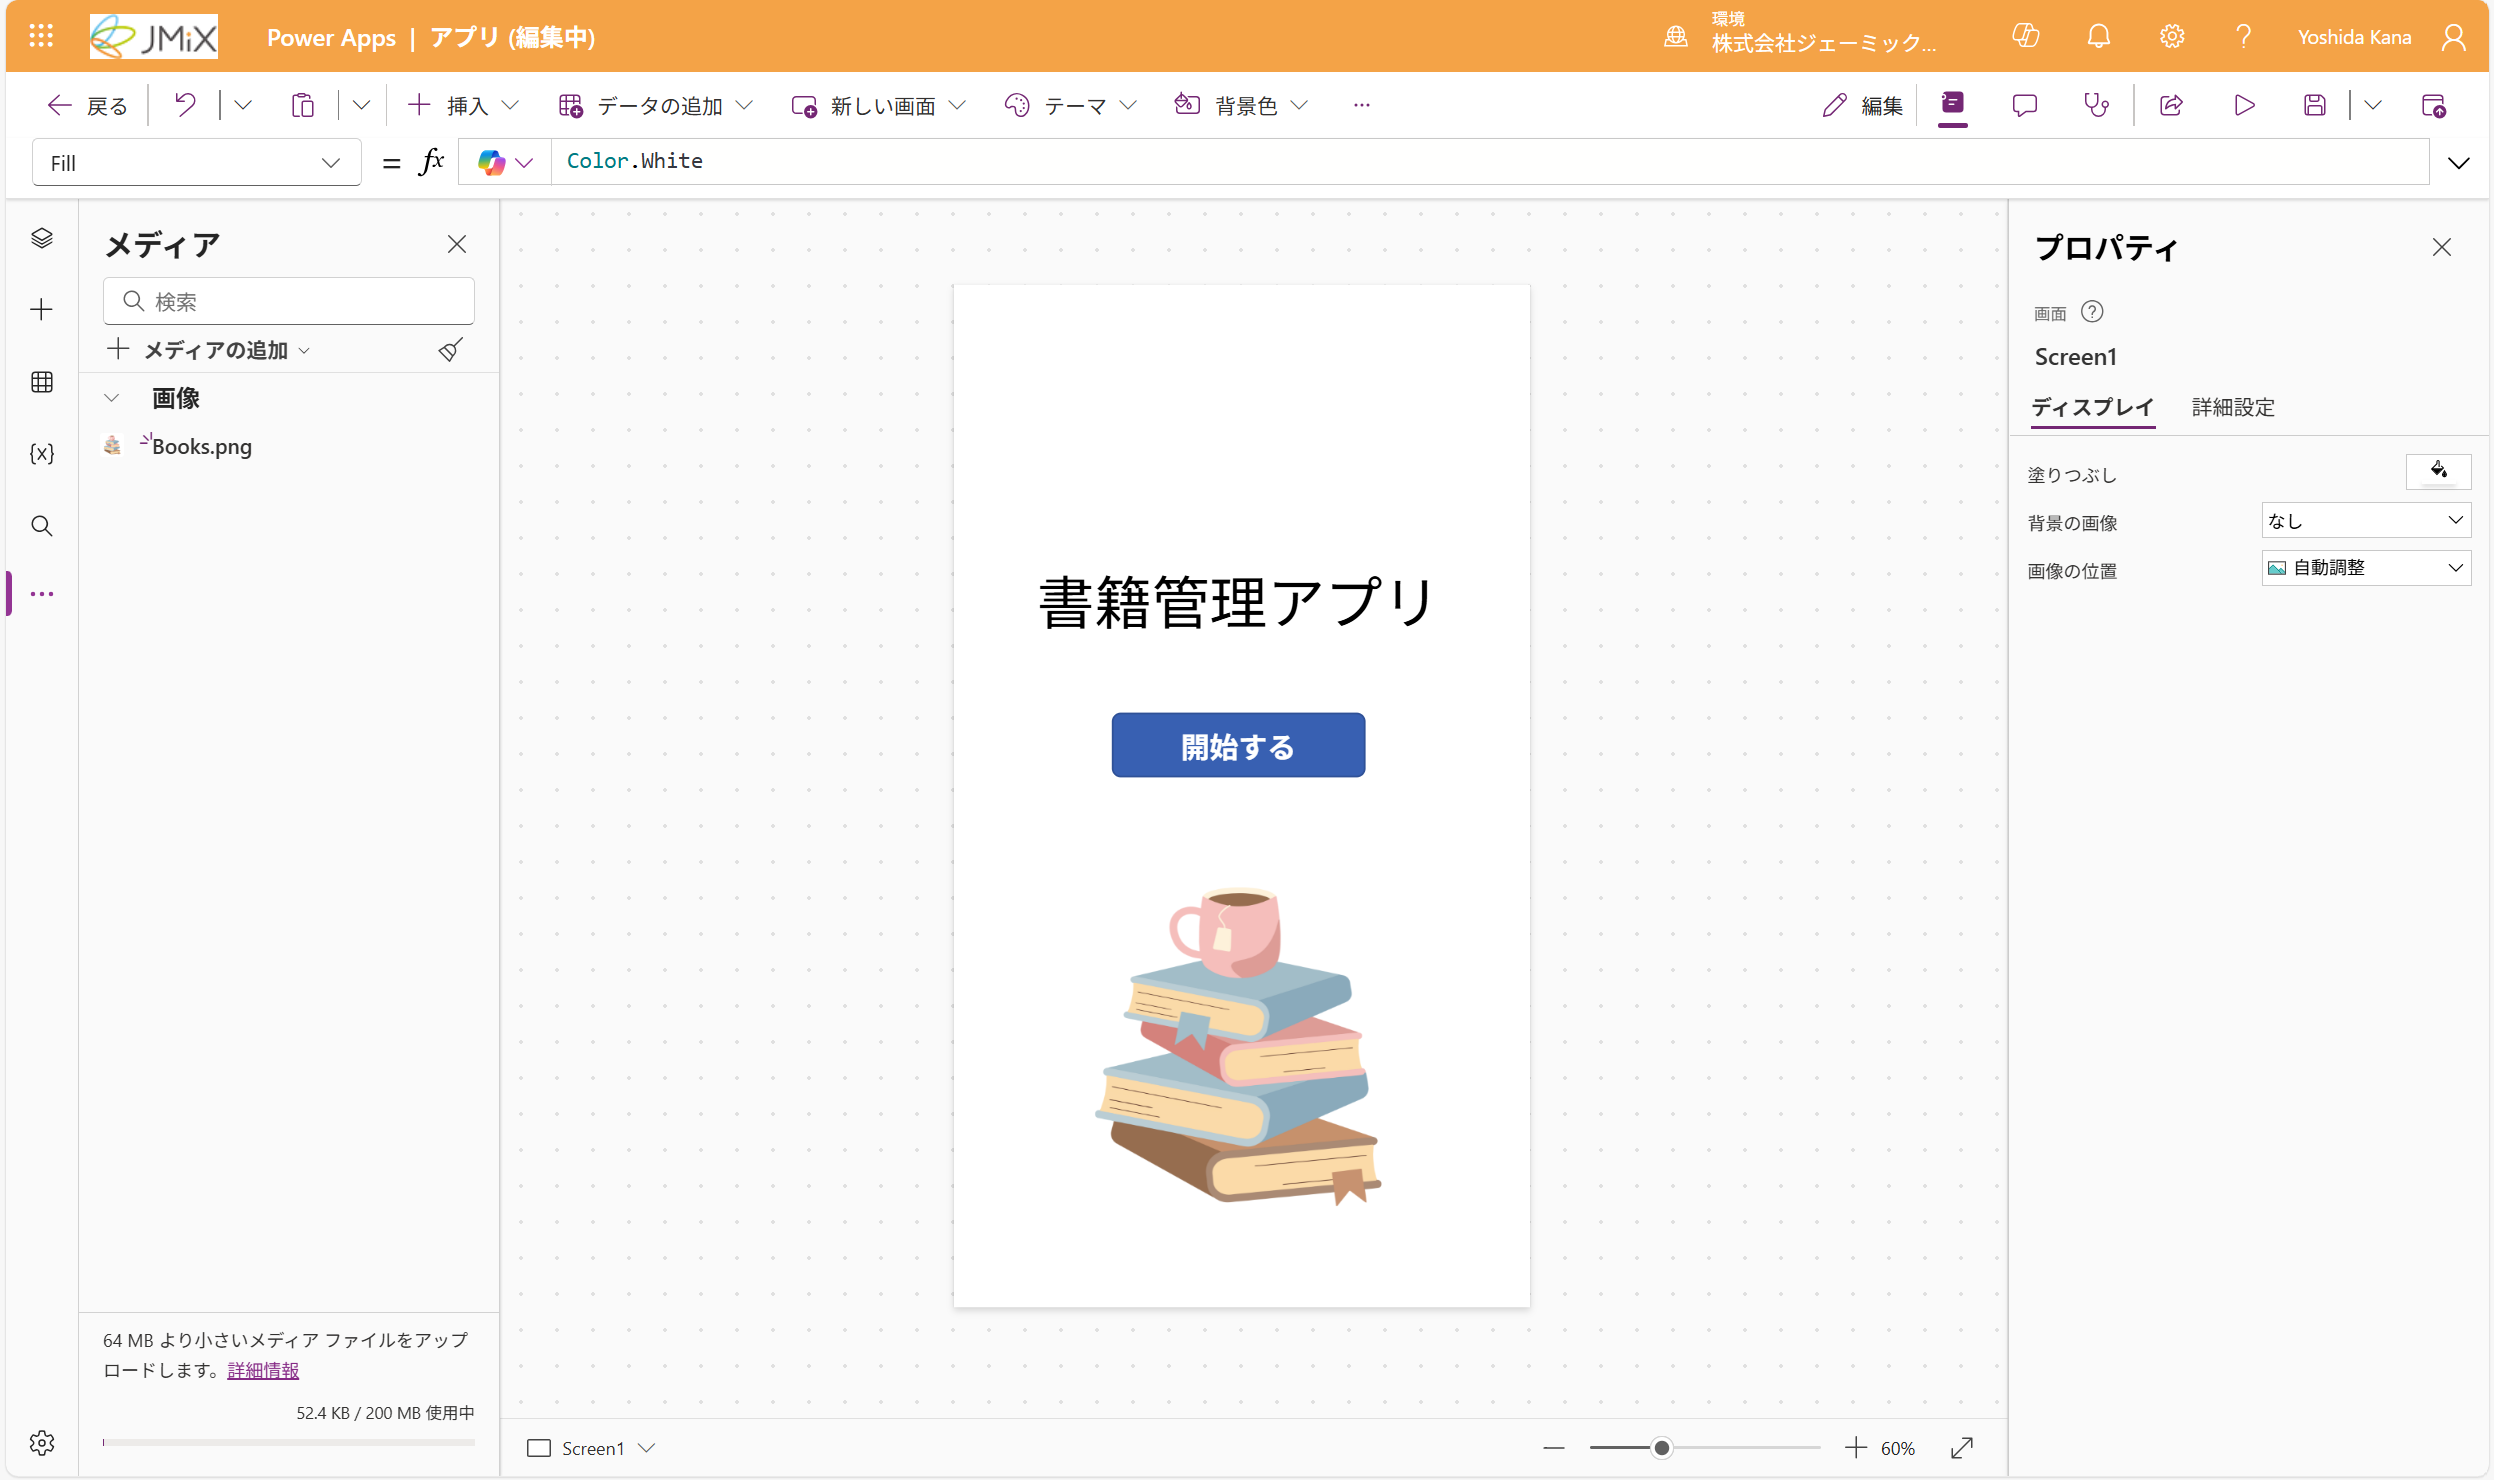 JMiX
Power Apps | アプリ (編集中)
環境
株式会社ジェーミック...
Yoshida Kana
戻る
挿入
データの追加
新しい画面
テーマ
背景色
編集
Fill
= fx
Color.White
メディア
検索
メディアの追加
画像
Books.png
64 MB より小さいメディア ファイルをアップ
ロードします。詳細情報
52.4 KB / 200 MB 使用中
書籍管理アプリ
開始する
Screen1
60%
プロパティ
画面
Screen1
ディスプレイ
詳細設定
塗りつぶし
背景の画像
なし
画像の位置
自動調整